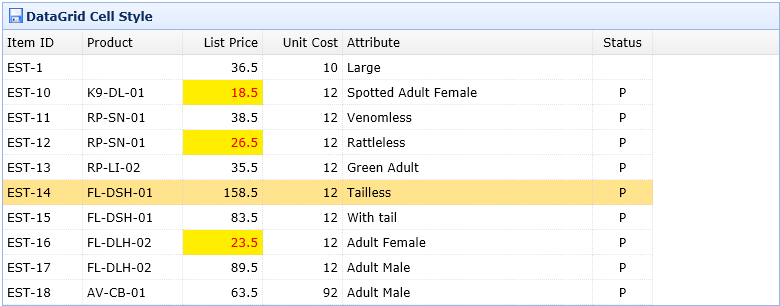 DataGrid Cell Style
Item ID Product List Price Unit Cost Attribute Status
EST-1 36.5 10 Large
EST-10 K9-DL-01 18.5 12 Spotted Adult Female P
EST-11 RP-SN-01 38.5 12 Venomless P
EST-12 RP-SN-01 26.5 12 Rattleless P
EST-13 RP-LI-02 35.5 12 Green Adult P
EST-14 FL-DSH-01 158.5 12 Tailless P
EST-15 FL-DSH-01 83.5 12 With tail P
EST-16 FL-DLH-02 23.5 12 Adult Female P
EST-17 FL-DLH-02 89.5 12 Adult Male P
EST-18 AV-CB-01 63.5 92 Adult Male P